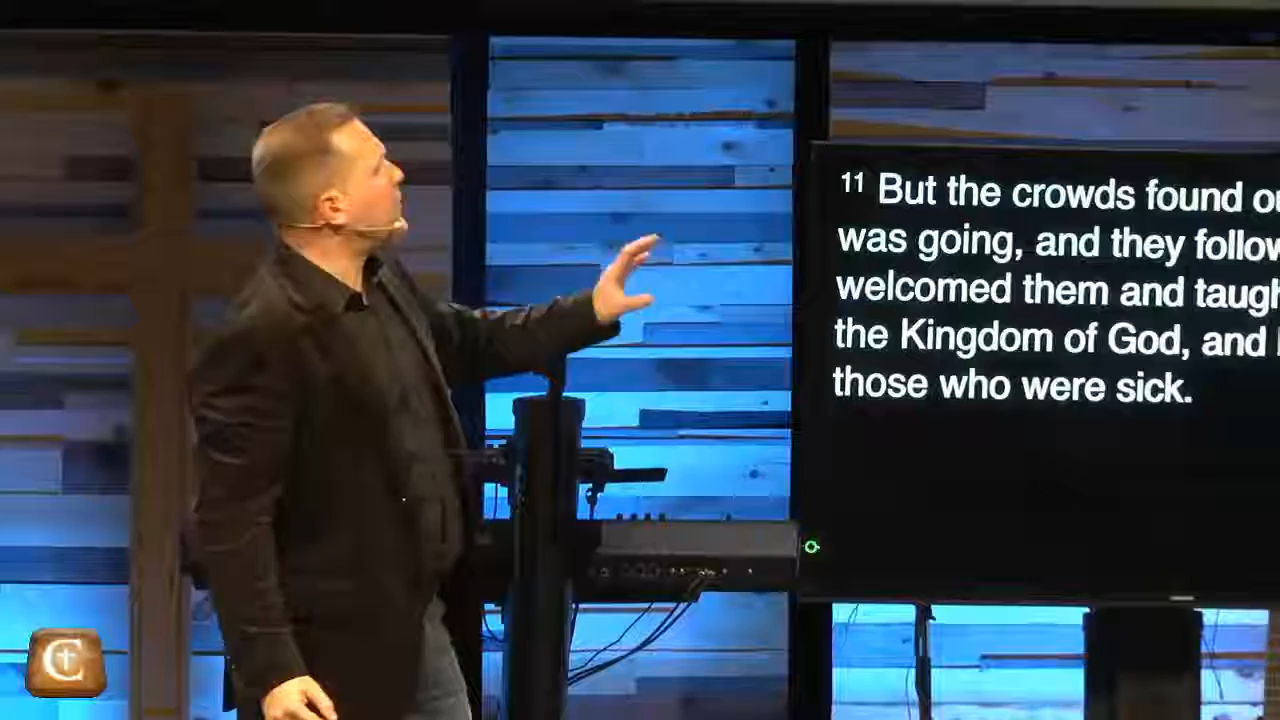 11 But the crowds found
was going, and they
welcomed them and
the Kingdom of God, and
those who were sick.
C